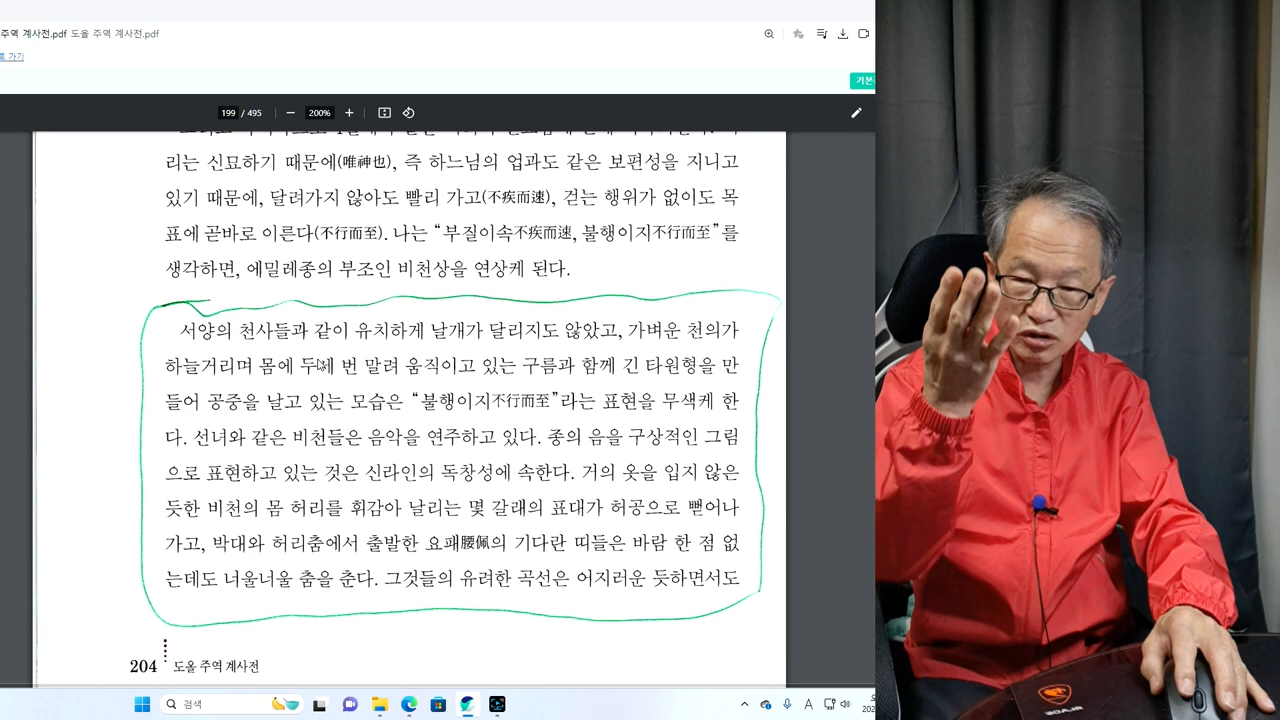 주역 계사전.pdf 도올 주역 계사전.pdf
로 가기
기본
199 / 495
200%
리는 신묘하기 때문에(唯神也), 즉 하느님의 업과도 같은 보편성을 지니고
있기 때문에, 달려가지 않아도 빨리 가고(不疾而速), 걷는 행위가 없이도 목
표에 곧바로 이른다(不行而至). 나는 “부질이속不疾而速, 불행이지不行而至”를
생각하면, 에밀레종의 부조인 비천상을 연상케 된다.
서양의 천사들과 같이 유치하게 날개가 달리지도 않았고, 가벼운 천의가
하늘거리며 몸에 두세 번 말려 움직이고 있는 구름과 함께 긴 타원형을 만
들어 공중을 날고 있는 모습은 “불행이지不行而至”라는 표현을 무색케 한
다. 선녀와 같은 비천들은 음악을 연주하고 있다. 종의 음을 구상적인 그림
으로 표현하고 있는 것은 신라인의 독창성에 속한다. 거의 옷을 입지 않은
듯한 비천의 몸 허리를 휘감아 날리는 몇 갈래의 표대가 허공으로 뻗어나
가고, 박대와 허리춤에서 출발한 요패腰佩의 기다란 띠들은 바람 한 점 없
는데도 너울너울 춤을 춘다. 그것들의 유려한 곡선은 어지러운 듯하면서도
204 도올 주역 계사전
검색
A